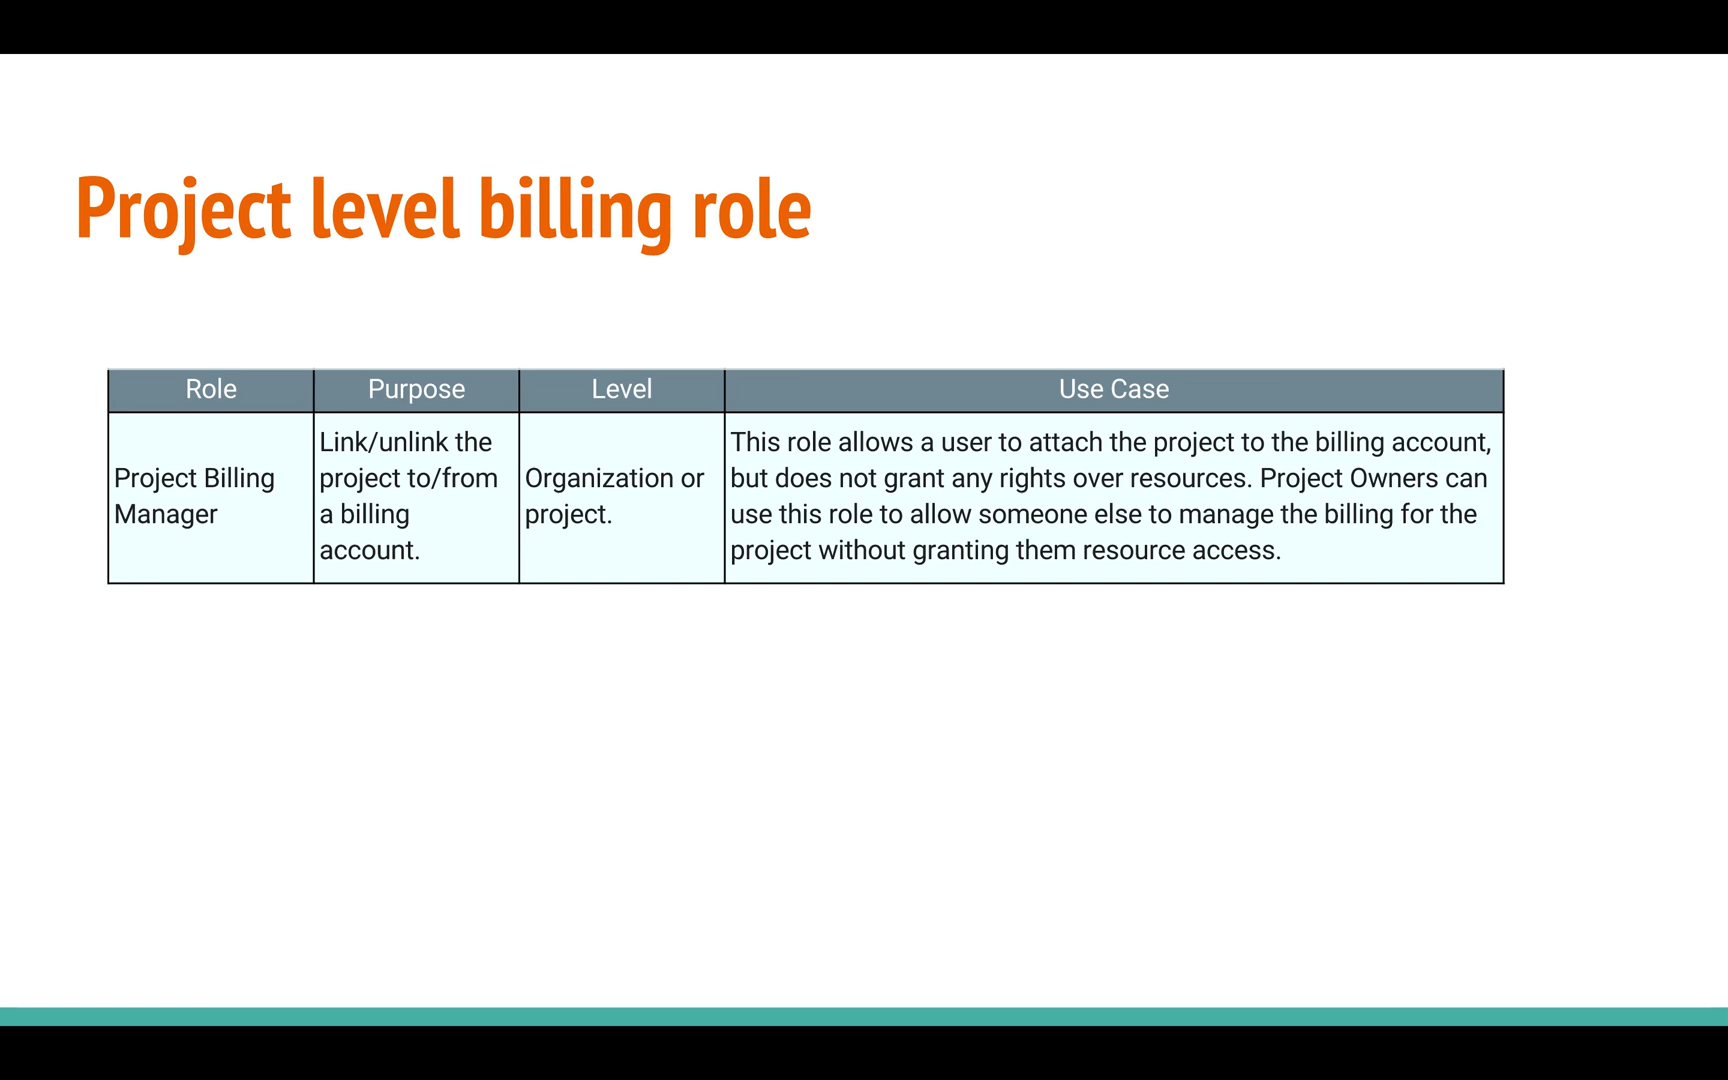 Project level billing role
Role Purpose Level Use Case
Project Billing
Manager
Link/unlink the
project to/from
a billing
account.
Organization or
project.
This role allows a user to attach the project to the billing account,
but does not grant any rights over resources. Project Owners can
use this role to allow someone else to manage the billing for the
project without granting them resource access.